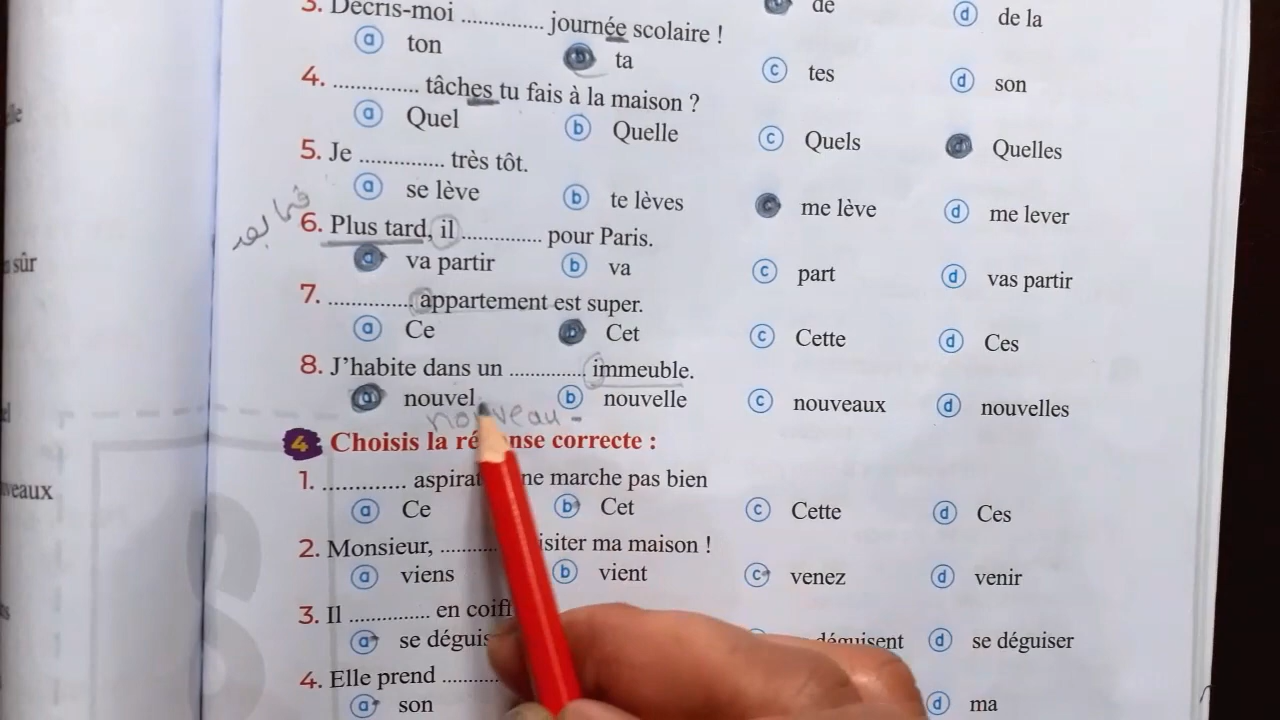 3. Décris-moi .............. journée scolaire !
de
ⓓ de la
ⓐ ton
ⓑ ta
ⓒ tes
ⓓ son
4. ............... tâches tu fais à la maison ?
ⓐ Quel
ⓑ Quelle
ⓒ Quels
ⓓ Quelles
5. Je ............... très tôt.
ⓐ se lève
ⓑ te lèves
ⓒ me lève
ⓓ me lever
فيما بعد
6. Plus tard, il .............. pour Paris.
ⓐ va partir
ⓑ va
ⓒ part
ⓓ vas partir
7. ............... appartement est super.
ⓐ Ce
ⓑ Cet
ⓒ Cette
ⓓ Ces
8. J’habite dans un ............. immeuble.
ⓐ nouvel
ⓑ nouvelle
ⓒ nouveaux
ⓓ nouvelles
nouveau -
4 Choisis la ré nse correcte :
1. .............. aspirat ne marche pas bien
ⓐ Ce
ⓑ Cet
ⓒ Cette
ⓓ Ces
2. Monsieur, .......... isiter ma maison !
ⓐ viens
ⓑ vient
ⓒ venez
ⓓ venir
3. Il .............. en coiff
ⓐ se déguis
déguisent
ⓓ se déguiser
4. Elle prend ..........
ⓐ son
ⓓ ma
sûr
veaux